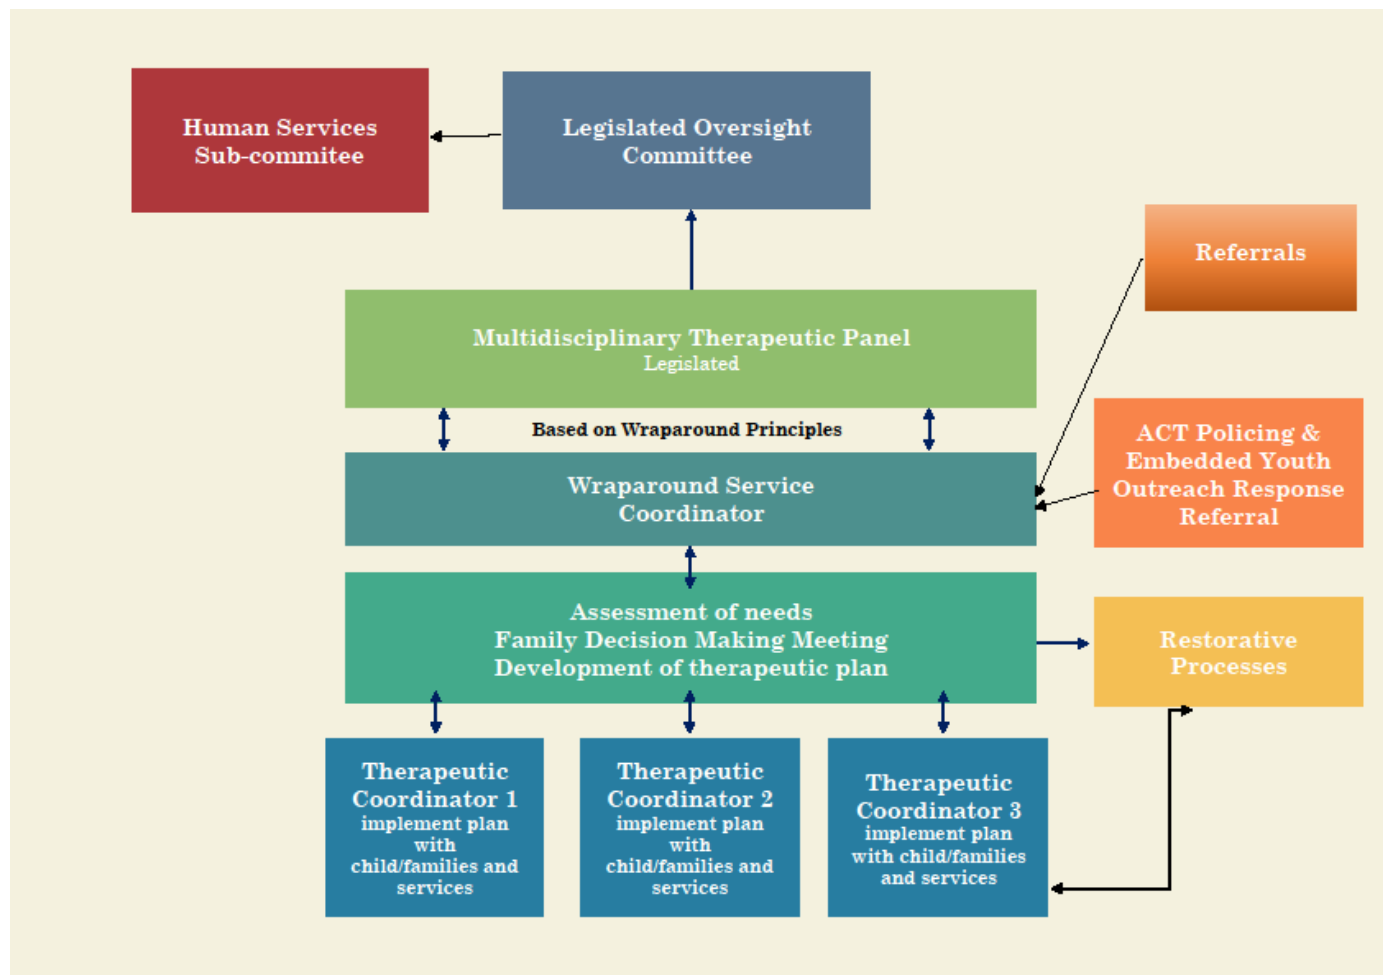 Human Services
Sub-commitee
Legislated Oversight
Committee
Referrals
Multidisciplinary Therapeutic Panel
Legislated
Based on Wraparound Principles
ACT Policing &
Embedded Youth
Outreach Response
Referral
Wraparound Service
Coordinator
Assessment of needs
Family Decision Making Meeting
Development of therapeutic plan
Restorative
Processes
Therapeutic
Coordinator 1
implement plan
with
child/families and
services
Therapeutic
Coordinator 2
implement plan
with
child/families and
services
Therapeutic
Coordinator 3
implement plan
with child/families
and services